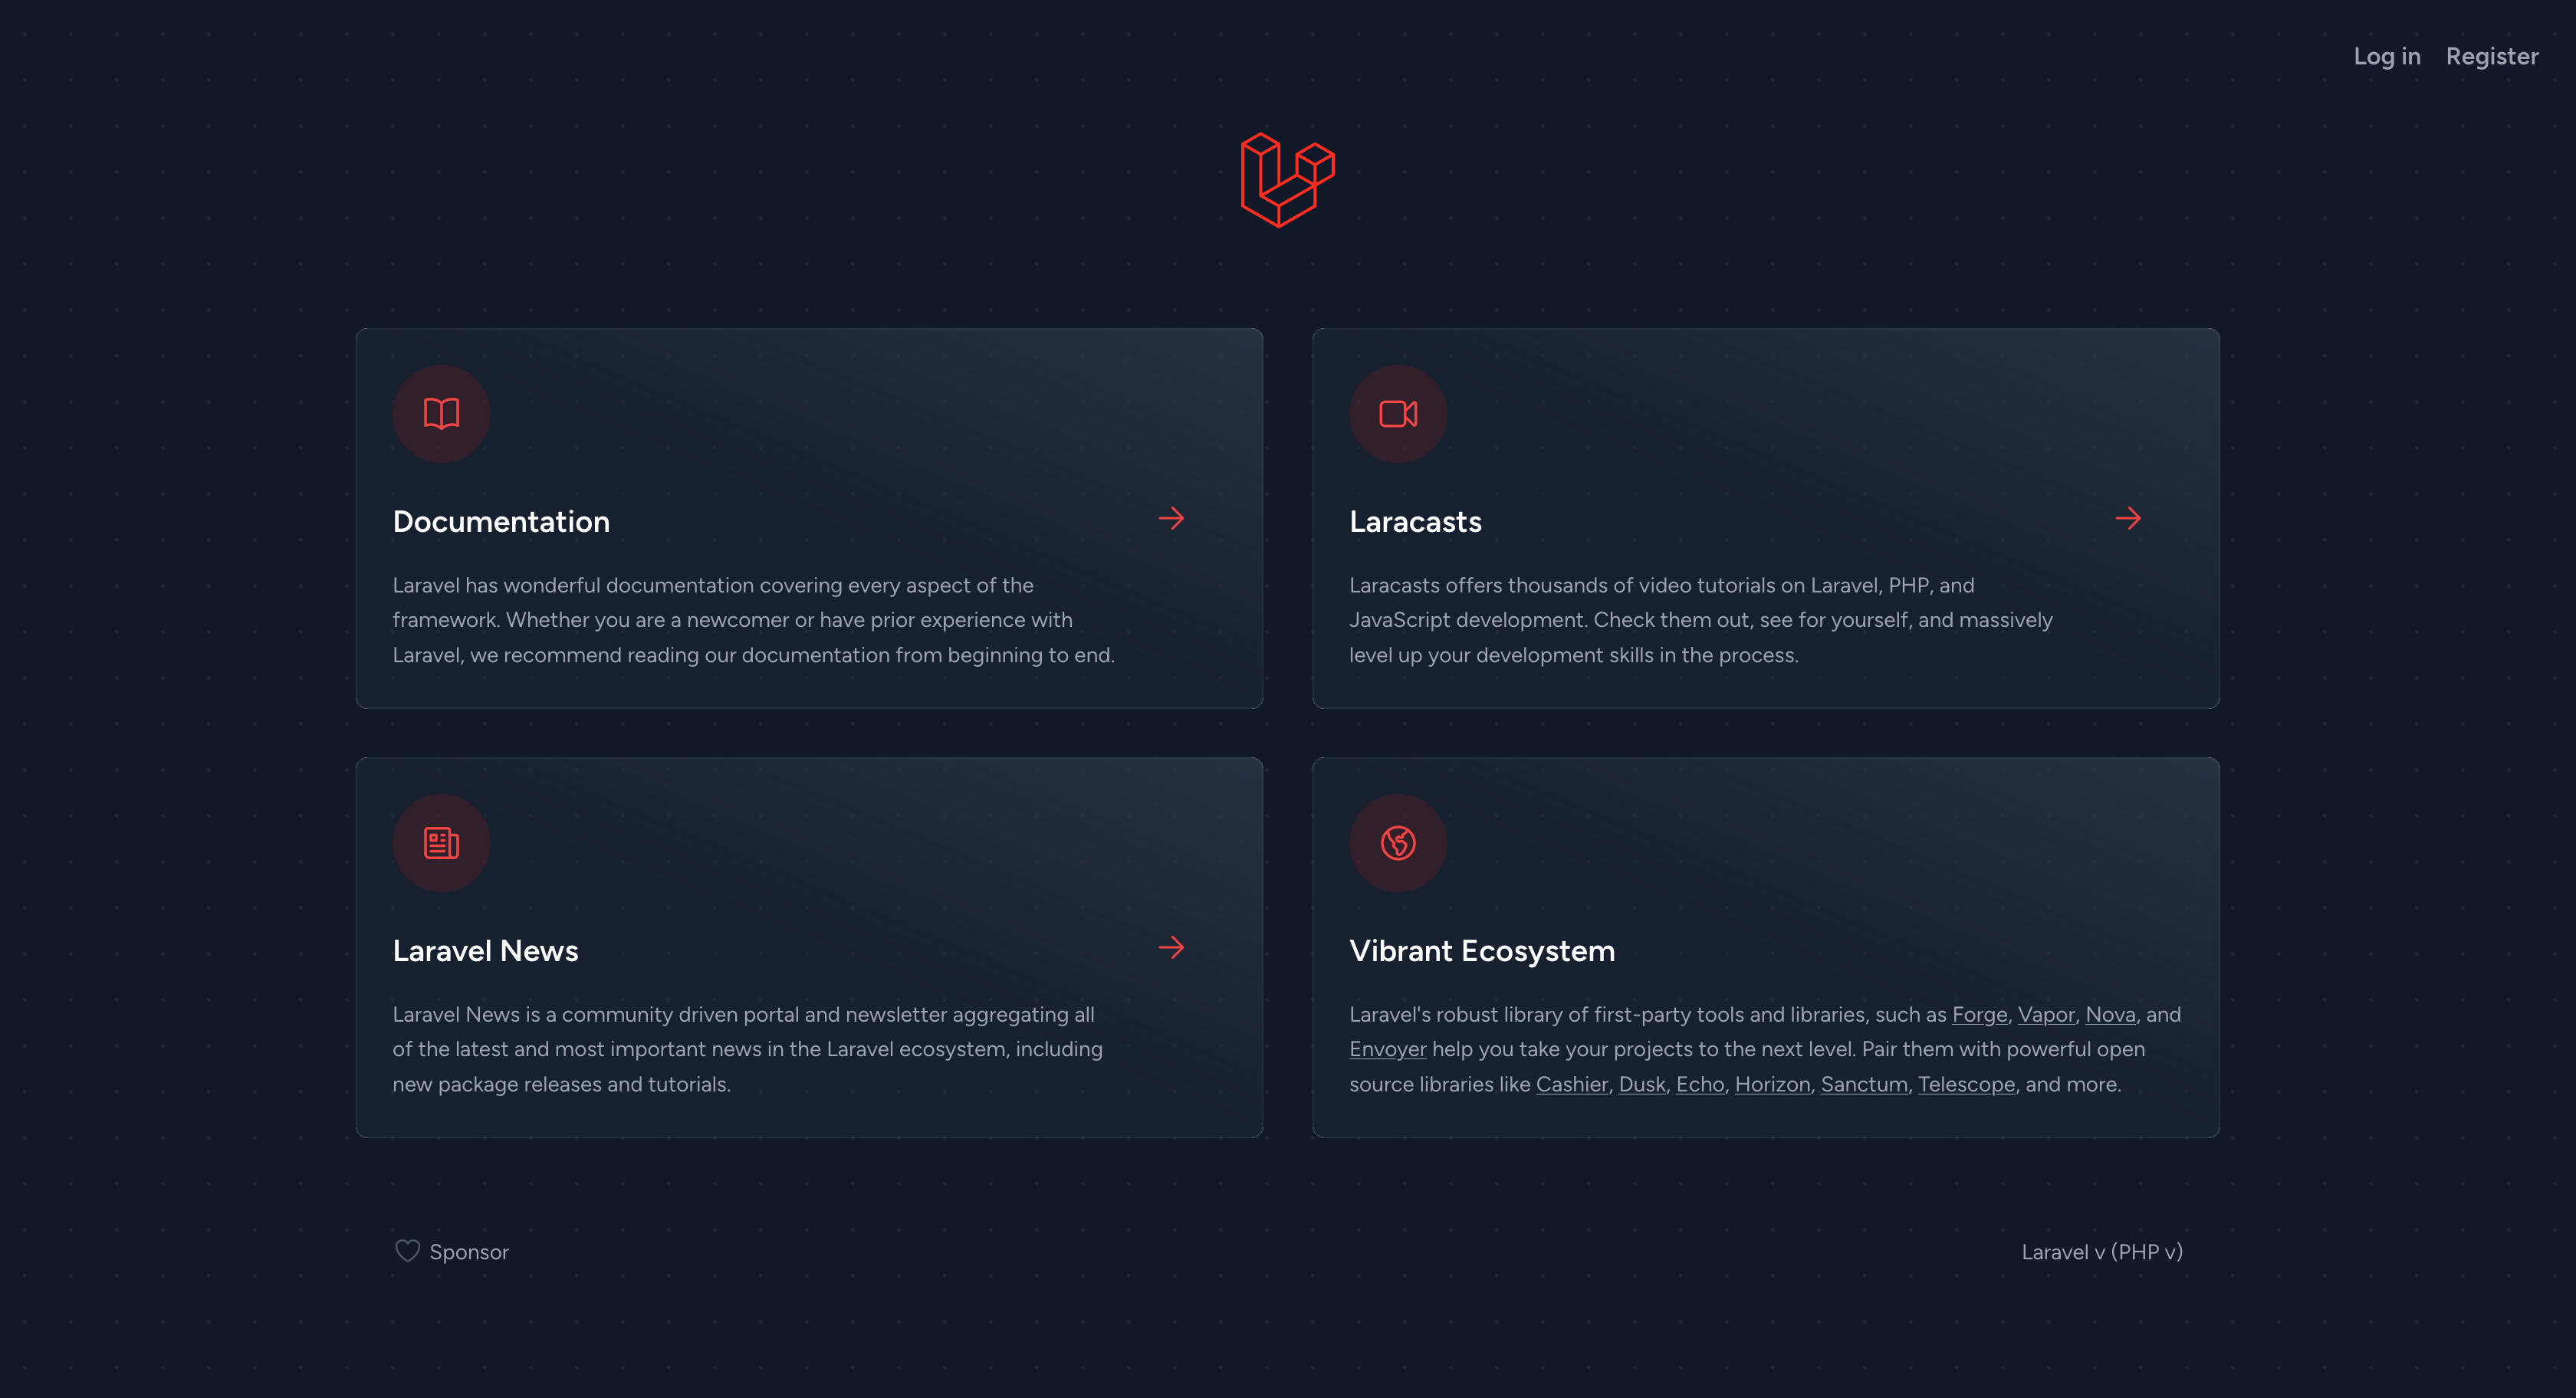 Log in Register
Documentation
Laravel has wonderful documentation covering every aspect of the
framework. Whether you are a newcomer or have prior experience with
Laravel, we recommend reading our documentation from beginning to end.
Laracasts
Laracasts offers thousands of video tutorials on Laravel, PHP, and
JavaScript development. Check them out, see for yourself, and massively
level up your development skills in the process.
Laravel News
Laravel News is a community driven portal and newsletter aggregating all
of the latest and most important news in the Laravel ecosystem, including
new package releases and tutorials.
Vibrant Ecosystem
Laravel's robust library of first-party tools and libraries, such as Forge, Vapor, Nova, and
Envoyer help you take your projects to the next level. Pair them with powerful open
source libraries like Cashier, Dusk, Echo, Horizon, Sanctum, Telescope, and more.
Sponsor
Laravel v (PHP v)